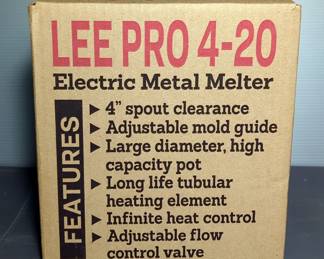 LEE PRO 4-20
Electric Metal Melter
FEATURES
► 4” spout clearance
► Adjustable mold guide
► Large diameter, high
capacity pot
► Long life tubular
heating element
► Infinite heat control
► Adjustable flow
control valve